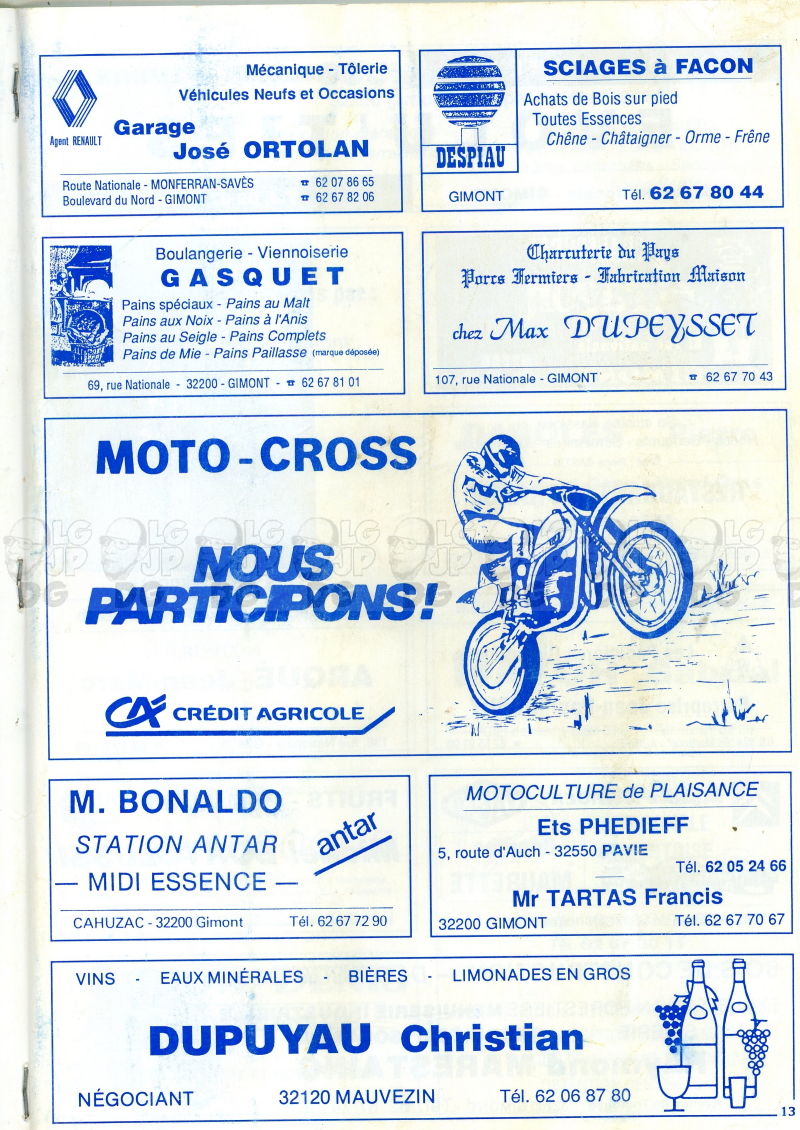 Mécanique - Tôlerie
Véhicules Neufs et Occasions
Agent RENAULT
Garage
José ORTOLAN
Route Nationale - MONFERRAN-SAVÈS ☎ 62 07 86 65
Boulevard du Nord - GIMONT ☎ 62 67 82 06
SCIAGES à FACON
Achats de Bois sur pied
Toutes Essences
Chêne - Châtaigner - Orme - Frêne
DESPIAU
GIMONT Tél. 62 67 80 44
Boulangerie - Viennoiserie
GASQUET
Pains spéciaux - Pains au Malt
Pains aux Noix - Pains à l'Anis
Pains au Seigle - Pains Complets
Pains de Mie - Pains Paillasse (marque déposée)
69, rue Nationale - 32200 - GIMONT - ☎ 62 67 81 01
Charcuterie du Pays
Porcs Fermiers - Fabrication Maison
chez Max DUPEYSSET
107, rue Nationale - GIMONT ☎ 62 67 70 43
MOTO-CROSS
NOUS
PARTICIPONS!
CA CRÉDIT AGRICOLE
M. BONALDO
STATION ANTAR
antar
— MIDI ESSENCE —
CAHUZAC - 32200 Gimont Tél. 62 67 72 90
MOTOCULTURE de PLAISANCE
Ets PHEDIEFF
5, route d'Auch - 32550 PAVIE
Tél. 62 05 24 66
Mr TARTAS Francis
32200 GIMONT Tél. 62 67 70 67
VINS - EAUX MINÉRALES - BIÈRES - LIMONADES EN GROS
DUPUYAU Christian
NÉGOCIANT 32120 MAUVEZIN Tél. 62 06 87 80
13